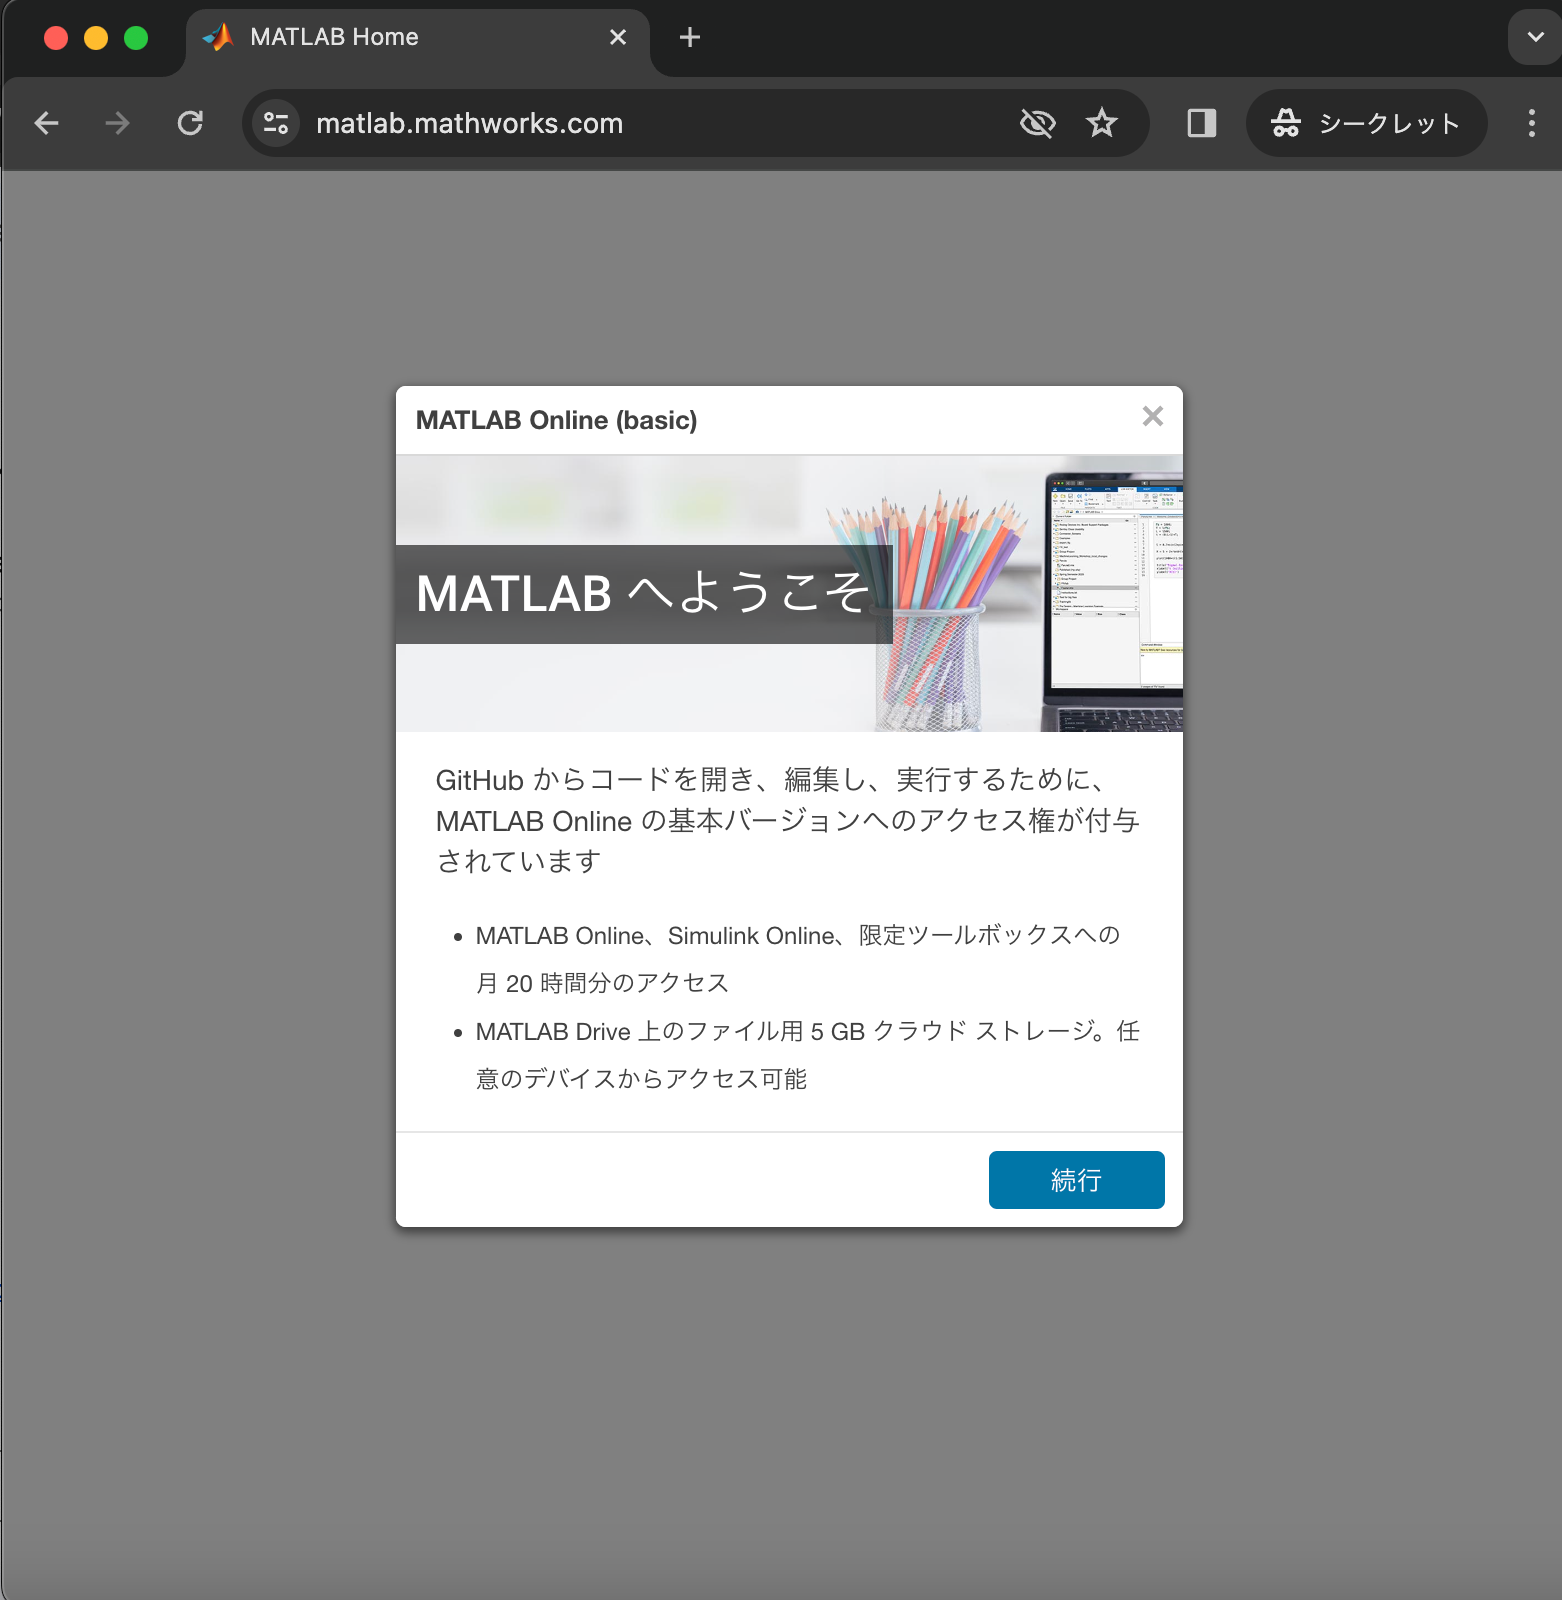 MATLAB Home
matlab.mathworks.com
シークレット
MATLAB Online (basic)
MATLAB へようこそ
GitHub からコードを開き、編集し、実行するために、
MATLAB Online の基本バージョンへのアクセス権が付与
されています
MATLAB Online、Simulink Online、限定ツールボックスへの
月 20 時間分のアクセス
MATLAB Drive 上のファイル用 5 GB クラウド ストレージ。任
意のデバイスからアクセス可能
続行